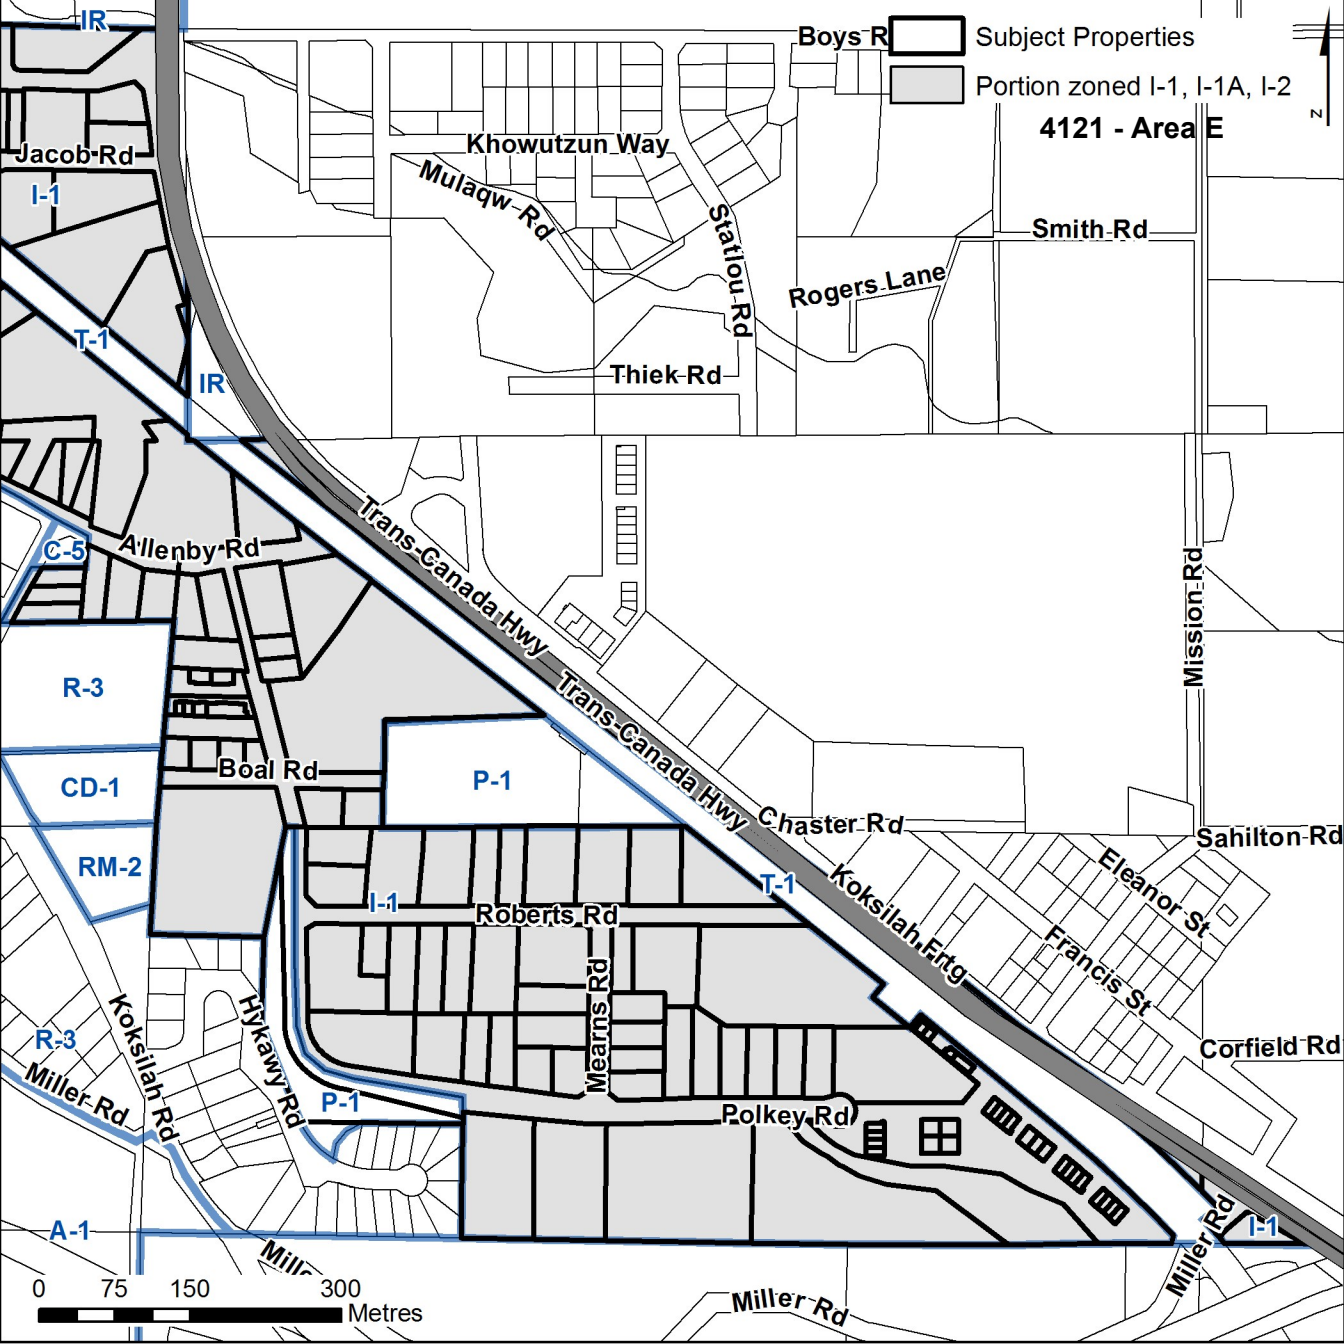 IR
Boys R
Subject Properties
Portion zoned I-1, I-1A, I-2
4121 - Area E
z
Jacob Rd
Khowutzun Way
Mulaqw Rd
I-1
Statlou Rd
Smith Rd
Rogers Lane
T-1
IR
Thiek Rd
Trans-Canada Hwy
C-5
Allenby Rd
Mission Rd
R-3
Trans-Canada Hwy
Boal Rd
P-1
CD-1
Chaster Rd
Sahilton Rd
RM-2
Eleanor St
T-1
I-1
Roberts Rd
Koksilah Frtg
Francis St
Mearns Rd
Koksilah Rd
Hykawy Rd
R-3
Corfield Rd
Miller Rd
P-1
Polkey Rd
A-1
I-1
Miller Rd
Mille
Miller Rd
0 75 150 300
Metres